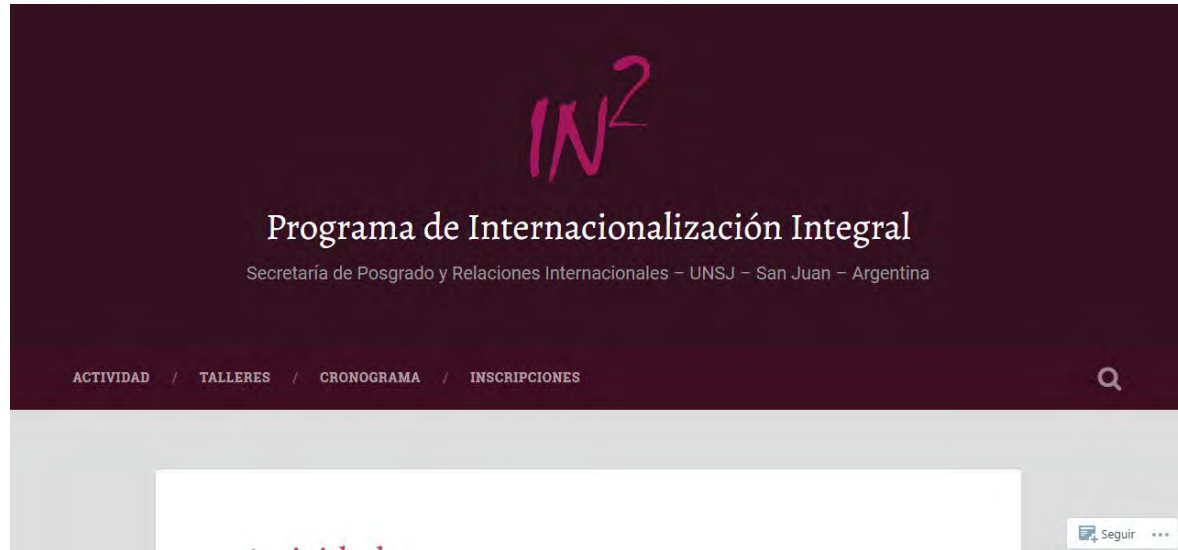 IN²
Programa de Internacionalización Integral
Secretaría de Posgrado y Relaciones Internacionales – UNSJ – San Juan – Argentina
ACTIVIDAD / TALLERES / CRONOGRAMA / INSCRIPCIONES
Seguir